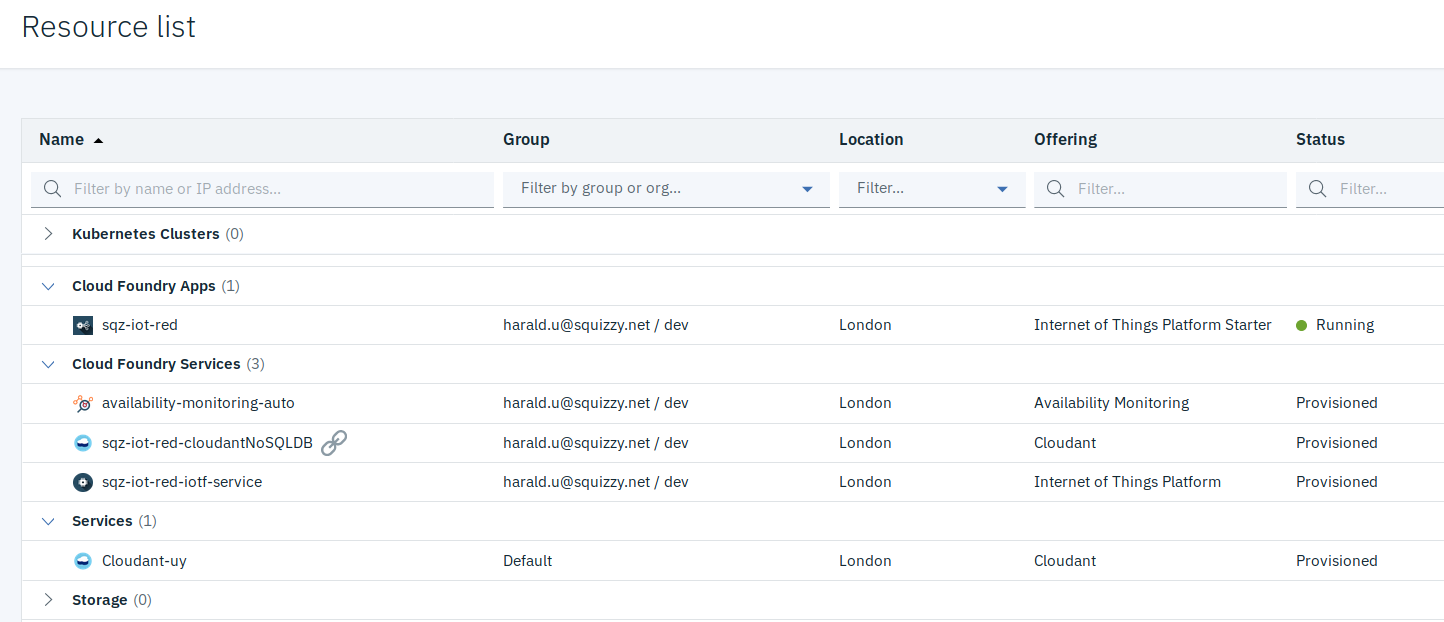 Resource list
Name Group Location Offering Status
Filter by name or IP address... Filter by group or org... Filter... Filter... Filter...
Kubernetes Clusters (0)
Cloud Foundry Apps (1)
sqz-iot-red harald.u@squizzy.net / dev London Internet of Things Platform Starter Running
Cloud Foundry Services (3)
availability-monitoring-auto harald.u@squizzy.net / dev London Availability Monitoring Provisioned
sqz-iot-red-cloudantNoSQLDB harald.u@squizzy.net / dev London Cloudant Provisioned
sqz-iot-red-iotf-service harald.u@squizzy.net / dev London Internet of Things Platform Provisioned
Services (1)
Cloudant-uy Default London Cloudant Provisioned
Storage (0)